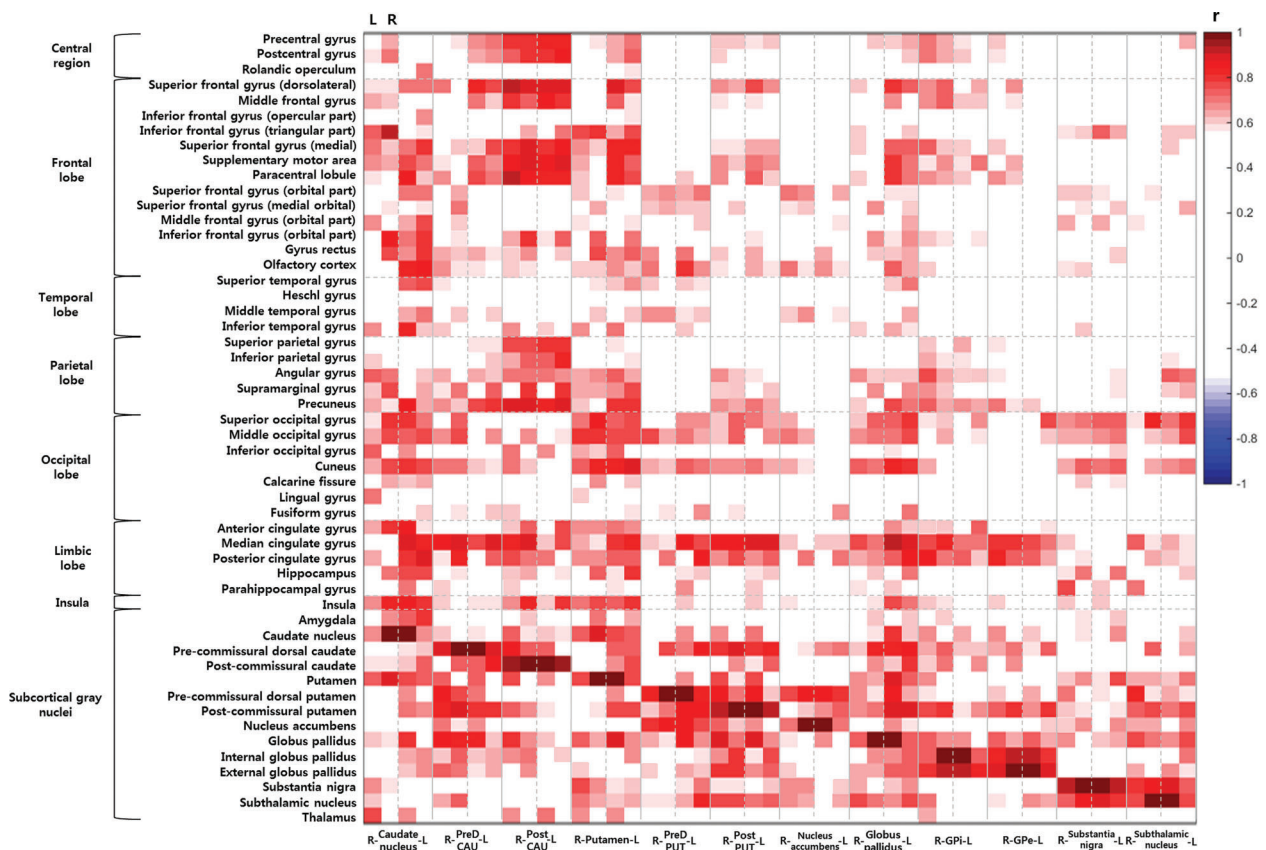 L R
r
Central
region
Precentral gyrus
Postcentral gyrus
Rolandic operculum
Frontal
lobe
Superior frontal gyrus (dorsolateral)
Middle frontal gyrus
Inferior frontal gyrus (opercular part)
Inferior frontal gyrus (triangular part)
Superior frontal gyrus (medial)
Supplementary motor area
Paracentral lobule
Superior frontal gyrus (orbital part)
Superior frontal gyrus (medial orbital)
Middle frontal gyrus (orbital part)
Inferior frontal gyrus (orbital part)
Gyrus rectus
Olfactory cortex
Temporal
lobe
Superior temporal gyrus
Heschl gyrus
Middle temporal gyrus
Inferior temporal gyrus
Parietal
lobe
Superior parietal gyrus
Inferior parietal gyrus
Angular gyrus
Supramarginal gyrus
Precuneus
Occipital
lobe
Superior occipital gyrus
Middle occipital gyrus
Inferior occipital gyrus
Cuneus
Calcarine fissure
Lingual gyrus
Fusiform gyrus
Limbic
lobe
Anterior cingulate gyrus
Median cingulate gyrus
Posterior cingulate gyrus
Hippocampus
Parahippocampal gyrus
Insula
Insula
Subcortical gray
nuclei
Amygdala
Caudate nucleus
Pre-commissural dorsal caudate
Post-commissural caudate
Putamen
Pre-commissural dorsal putamen
Post-commissural putamen
Nucleus accumbens
Globus pallidus
Internal globus pallidus
External globus pallidus
Substantia nigra
Subthalamic nucleus
Thalamus
R-Caudate nucleus-L
R-PreD CAU-L
R-Post CAU-L
R-Putamen-L
R-PreD PUT-L
R-Post PUT-L
R-Nucleus accumbens-L
R-Globus pallidus-L
R-GPi-L
R-GPe-L
R-Substantia nigra-L
R-Subthalamic nucleus-L
1
0.8
0.6
0.4
0.2
0
-0.2
-0.4
-0.6
-0.8
-1